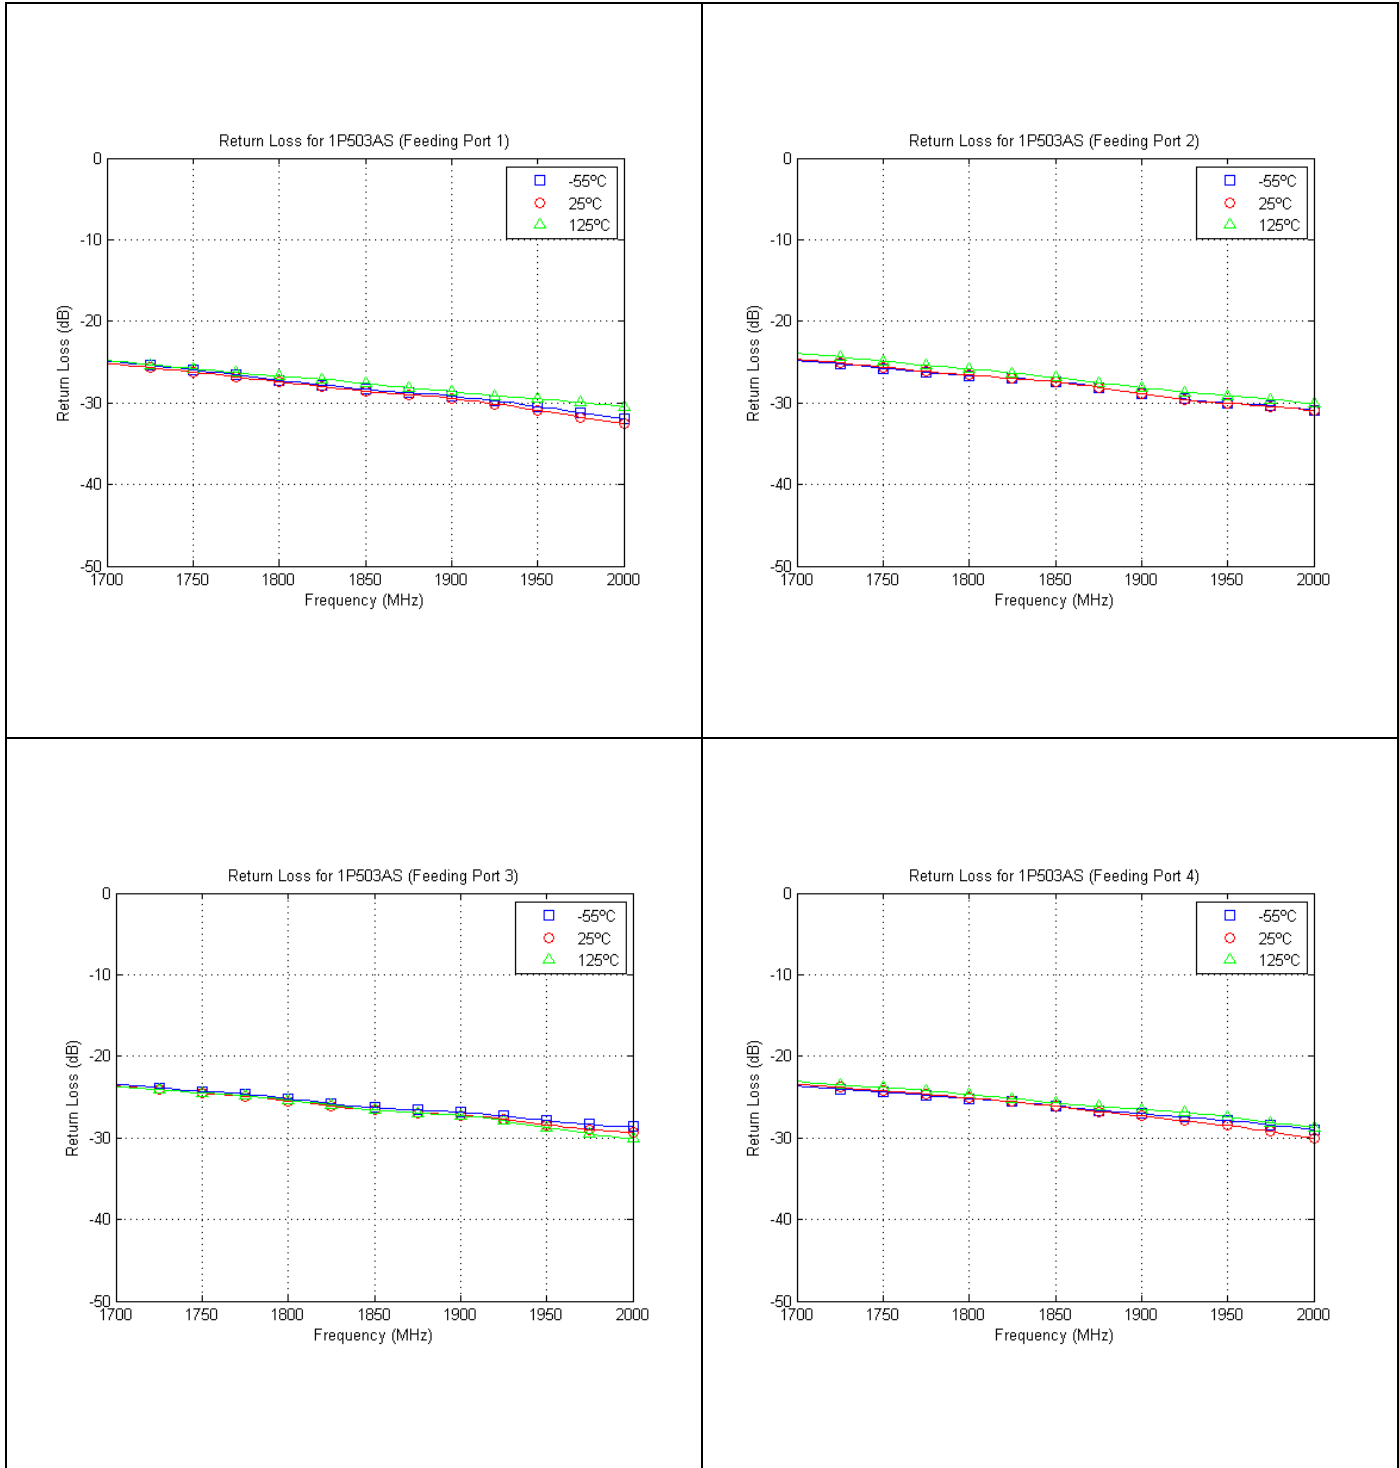 Return Loss for 1P503AS (Feeding Port 1)
0
-10
-20
-30
-40
-50
Return Loss (dB)
-55ºC
25ºC
125ºC
1700 1750 1800 1850 1900 1950 2000
Frequency (MHz)
Return Loss for 1P503AS (Feeding Port 2)
0
-10
-20
-30
-40
-50
Return Loss (dB)
-55ºC
25ºC
125ºC
1700 1750 1800 1850 1900 1950 2000
Frequency (MHz)
Return Loss for 1P503AS (Feeding Port 3)
0
-10
-20
-30
-40
-50
Return Loss (dB)
-55ºC
25ºC
125ºC
1700 1750 1800 1850 1900 1950 2000
Frequency (MHz)
Return Loss for 1P503AS (Feeding Port 4)
0
-10
-20
-30
-40
-50
Return Loss (dB)
-55ºC
25ºC
125ºC
1700 1750 1800 1850 1900 1950 2000
Frequency (MHz)